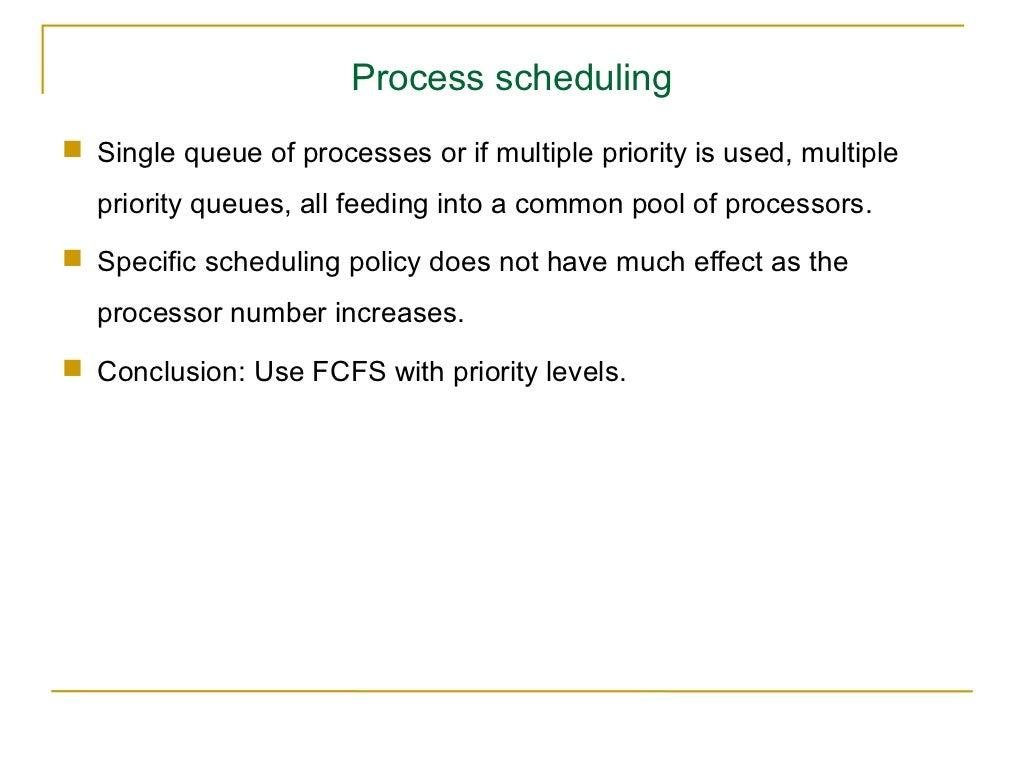 Process scheduling
Single queue of processes or if multiple priority is used, multiple
priority queues, all feeding into a common pool of processors.
Specific scheduling policy does not have much effect as the
processor number increases.
Conclusion: Use FCFS with priority levels.